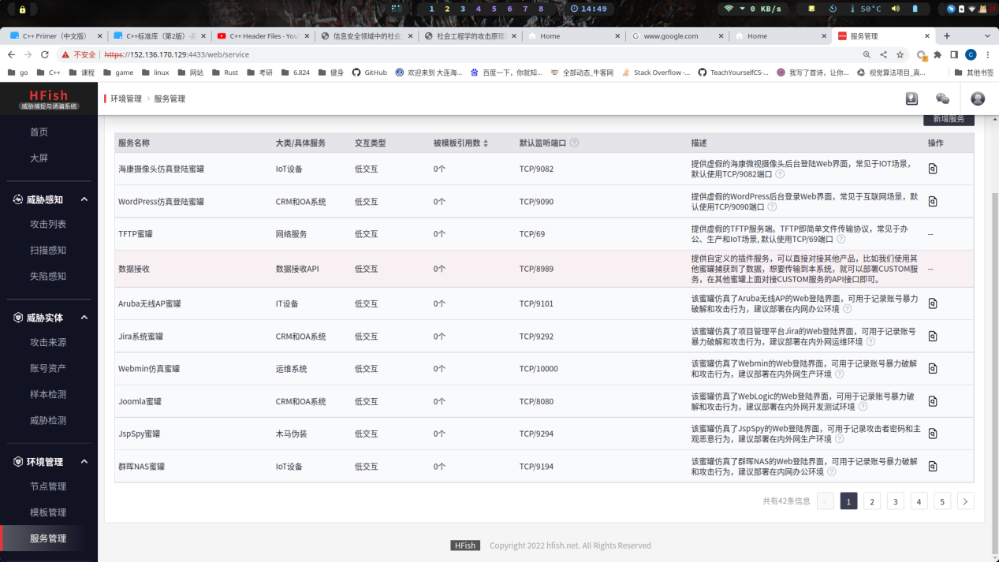 1 2 3 4 5 6 7 8
14:49
0 KB/s
50°C
C++ Primer（中文版）
C++标准库（第2版）
C++ Header Files - You
信息安全领域中的社会
社会工程学的攻击原理
Home
www.google.com
Home
服务管理
不安全
https://152.136.170.129:4433/web/service
C
go
C++
课程
game
linux
网站
Rust
考研
6.824
健身
GitHub
欢迎来到 大连海...
百度一下，你就知...
全部动态_牛客网
Stack Overflow -...
TeachYourselfCS-...
我写了首诗，让你...
视觉算法项目_真...
其他书签
HFish
威胁捕捉与诱骗系统
环境管理 > 服务管理
首页
大屏
威胁感知
攻击列表
扫描感知
失陷感知
威胁实体
攻击来源
账号资产
样本检测
威胁检测
环境管理
节点管理
模板管理
服务管理
新增服务
服务名称 大类/具体服务 交互类型 被模板引用数 默认监听端口 描述 操作
海康摄像头仿真登陆蜜罐 IoT设备 低交互 0个 TCP/9082 提供虚假的海康微视摄像头后台登陆Web界面，常见于IOT场景，
默认使用TCP/9082端口
WordPress仿真登陆蜜罐 CRM和OA系统 低交互 0个 TCP/9090 提供虚假的WordPress后台登录Web界面，常见于互联网场景，默
认使用TCP/9090端口
TFTP蜜罐 网络服务 低交互 0个 TCP/69 提供虚假的TFTP服务端。TFTP即简单文件传输协议，常见于办
公、生产和IoT场景, 默认使用TCP/69端口 --
数据接收 数据接收API 低交互 0个 TCP/8989 提供自定义的插件服务，可以直接对接其他产品，比如我们使用其
他蜜罐捕获到了数据，想要传输到本系统，就可以部署CUSTOM服 --
务，在其他蜜罐上面对接CUSTOM服务的API接口即可。
Aruba无线AP蜜罐 IT设备 低交互 0个 TCP/9101 该蜜罐仿真了Aruba无线AP的Web登陆界面，可用于记录账号暴力
破解和攻击行为，建议部署在内网办公环境
Jira系统蜜罐 CRM和OA系统 低交互 0个 TCP/9292 该蜜罐仿真了项目管理平台Jira的Web登陆界面，可用于记录账号
暴力破解和攻击行为，建议部署在内外网运维环境
Webmin仿真蜜罐 运维系统 低交互 0个 TCP/10000 该蜜罐仿真了Webmin的Web登陆界面，可用于记录账号暴力破解
和攻击行为，建议部署在内外网生产环境
Joomla蜜罐 CRM和OA系统 低交互 0个 TCP/8080 该蜜罐仿真了WebLogic的Web登陆界面，可用于记录账号暴力破
解和攻击行为，建议部署在内外网开发测试环境
JspSpy蜜罐 木马伪装 低交互 0个 TCP/9294 该蜜罐仿真了JspSpy的Web登陆界面，可用于记录攻击者密码和主
观恶意行为，建议部署在内外网生产环境
群晖NAS蜜罐 IoT设备 低交互 0个 TCP/9194 该蜜罐仿真了群晖NAS的Web登陆界面，可用于记录账号暴力破解
和攻击行为，建议部署在内外网办公环境
共有42条信息 < 1 2 3 4 5 >
HFish Copyright 2022 hfish.net. All Rights Reserved